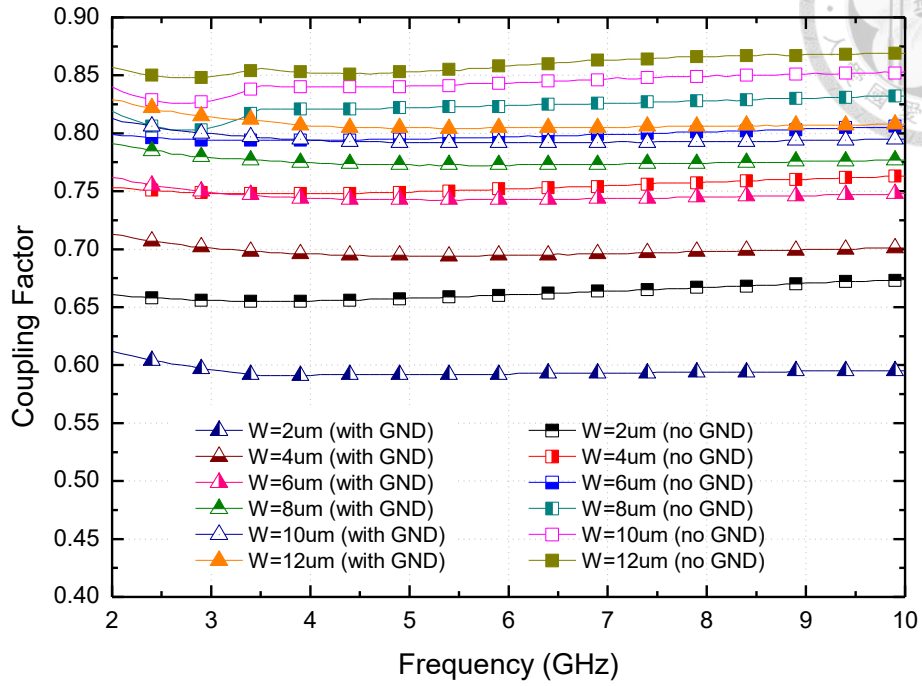 0.90
0.85
0.80
0.75
0.70
0.65
0.60
0.55
0.50
0.45
0.40
Coupling Factor
W=2um (with GND)
W=4um (with GND)
W=6um (with GND)
W=8um (with GND)
W=10um (with GND)
W=12um (with GND)
W=2um (no GND)
W=4um (no GND)
W=6um (no GND)
W=8um (no GND)
W=10um (no GND)
W=12um (no GND)
2 3 4 5 6 7 8 9 10
Frequency (GHz)